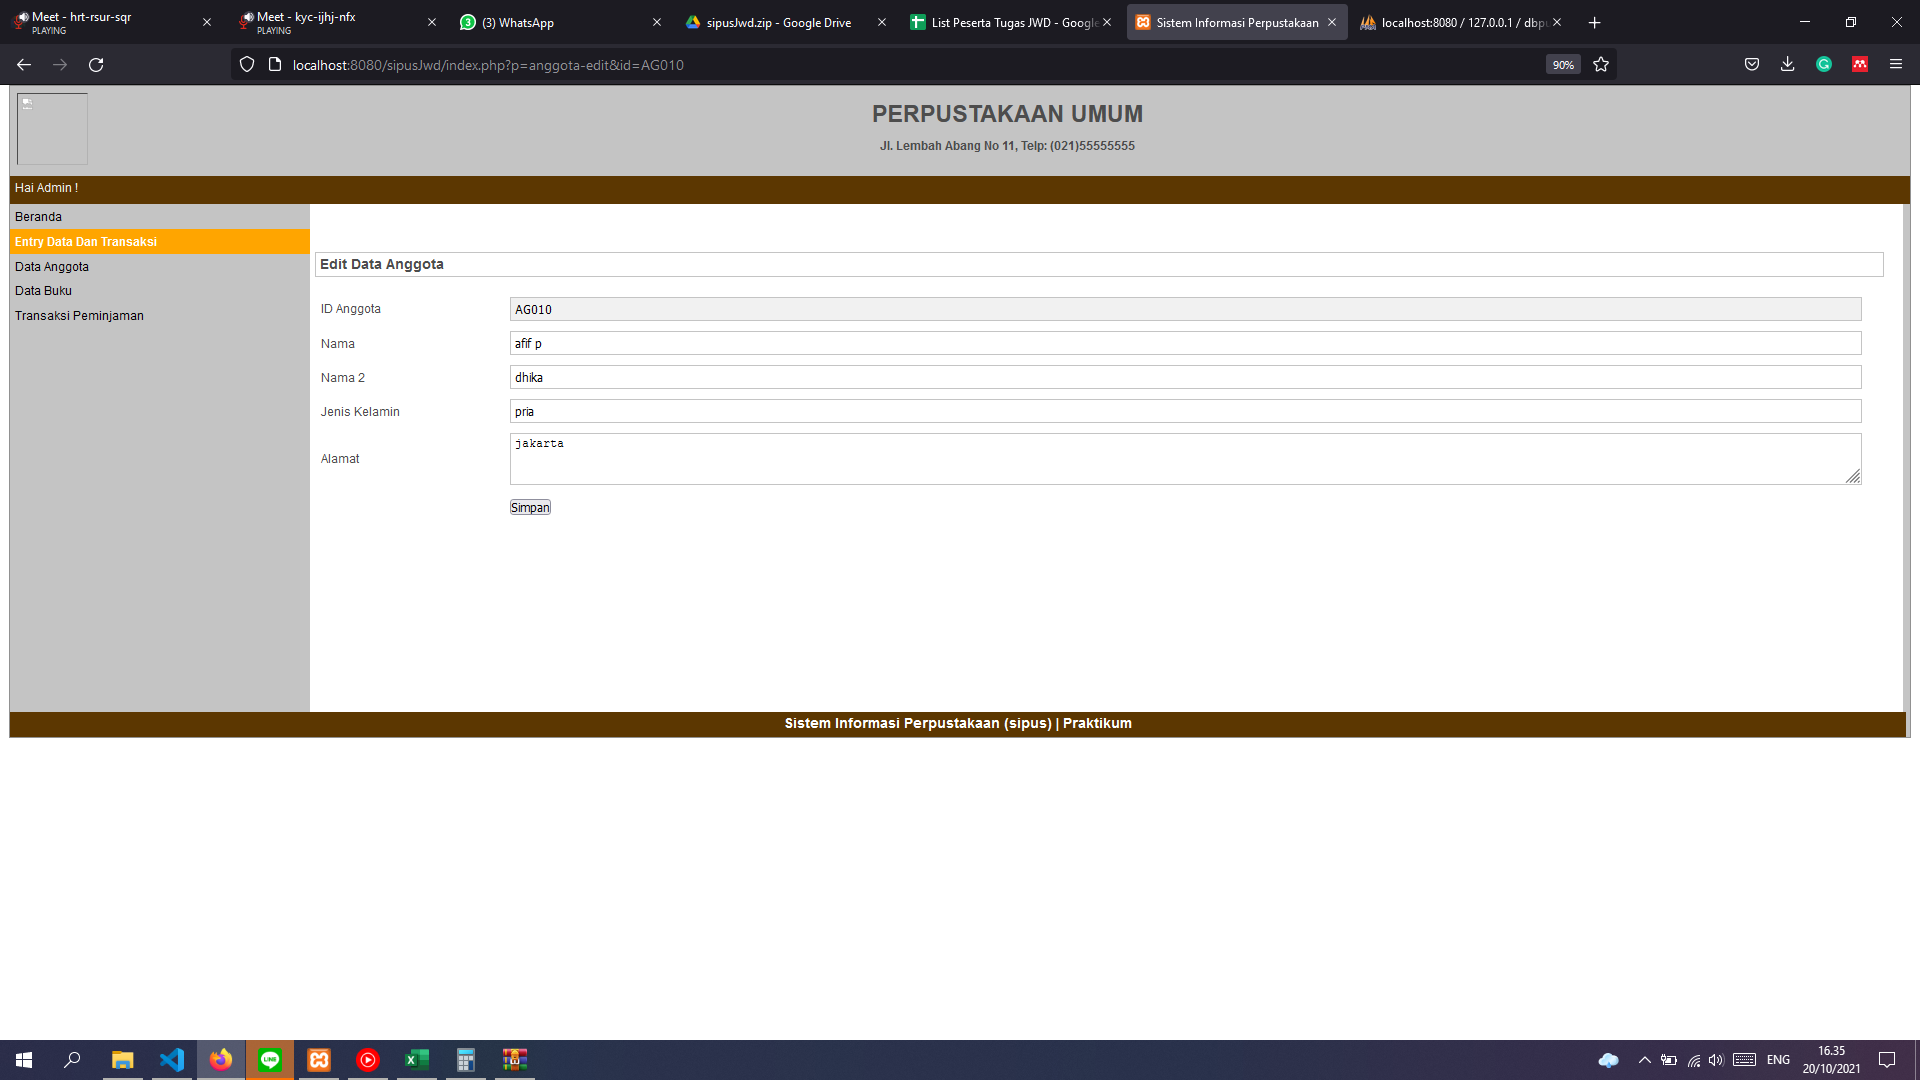 Meet - hrt-rsur-sqr
PLAYING
Meet - kyc-ijhj-nfx
PLAYING
(3) WhatsApp
sipusJwd.zip - Google Drive
List Peserta Tugas JWD - Google
Sistem Informasi Perpustakaan
localhost:8080 / 127.0.0.1 / dbpu
localhost:8080/sipusJwd/index.php?p=anggota-edit&id=AG010
90%
PERPUSTAKAAN UMUM
Jl. Lembah Abang No 11, Telp: (021)55555555
Hai Admin !
Beranda
Entry Data Dan Transaksi
Data Anggota
Data Buku
Transaksi Peminjaman
Edit Data Anggota
ID Anggota AG010
Nama afif p
Nama 2 dhika
Jenis Kelamin pria
Alamat jakarta
Simpan
Sistem Informasi Perpustakaan (sipus) | Praktikum
ENG
16.35
20/10/2021